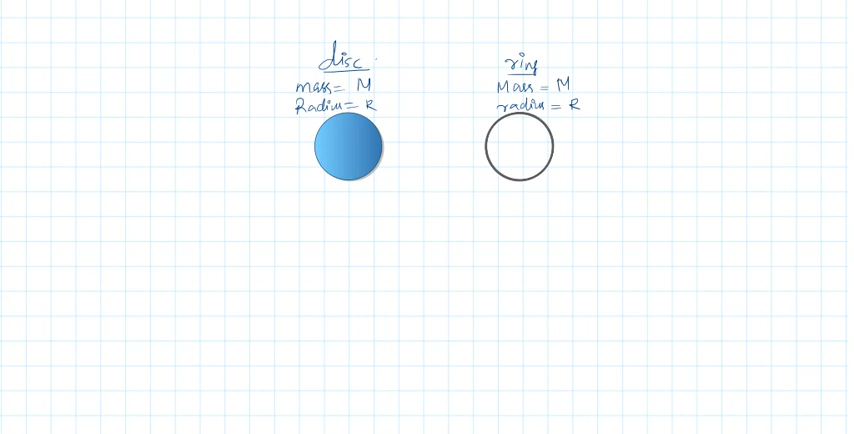 disc
mass = M
Radius = R
ring
Mass = M
radius = R